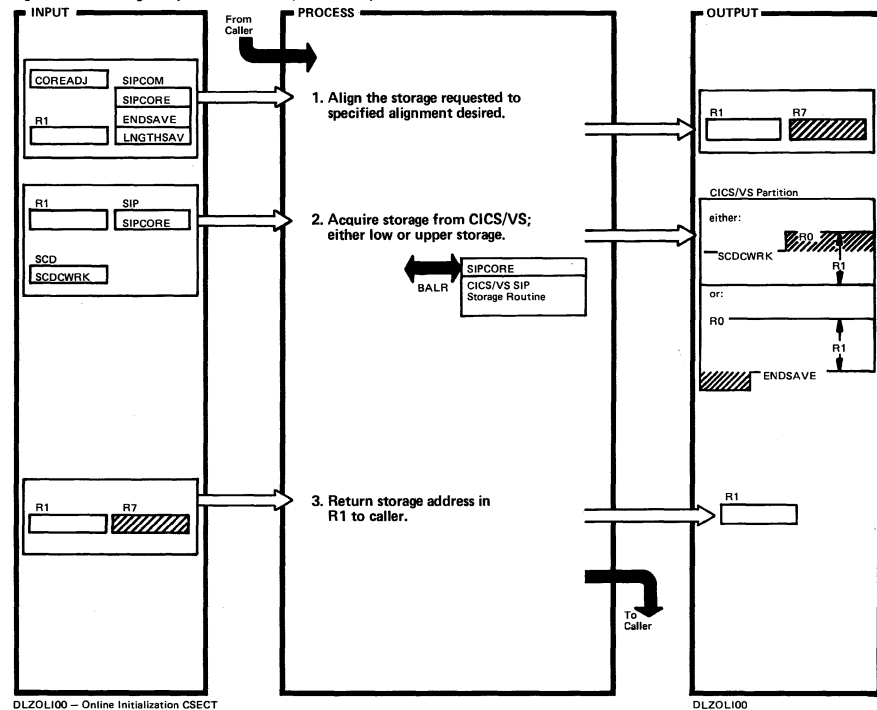 INPUT
PROCESS
OUTPUT
From
Caller
COREADJ
SIPCOM
SIPCORE
ENDSAVE
LNGTHSAV
R1
1. Align the storage requested to
specified alignment desired.
R1
R7
R1
SIP
SIPCORE
SCD
SCDCWRK
2. Acquire storage from CICS/VS;
either low or upper storage.
BALR
SIPCORE
CICS/VS SIP
Storage Routine
CICS/VS Partition
either:
R0
SCDCWRK
R1
or:
R0
R1
ENDSAVE
R1
R7
3. Return storage address in
R1 to caller.
R1
To
Caller
DLZOLI00 — Online Initialization CSECT
DLZOLI00